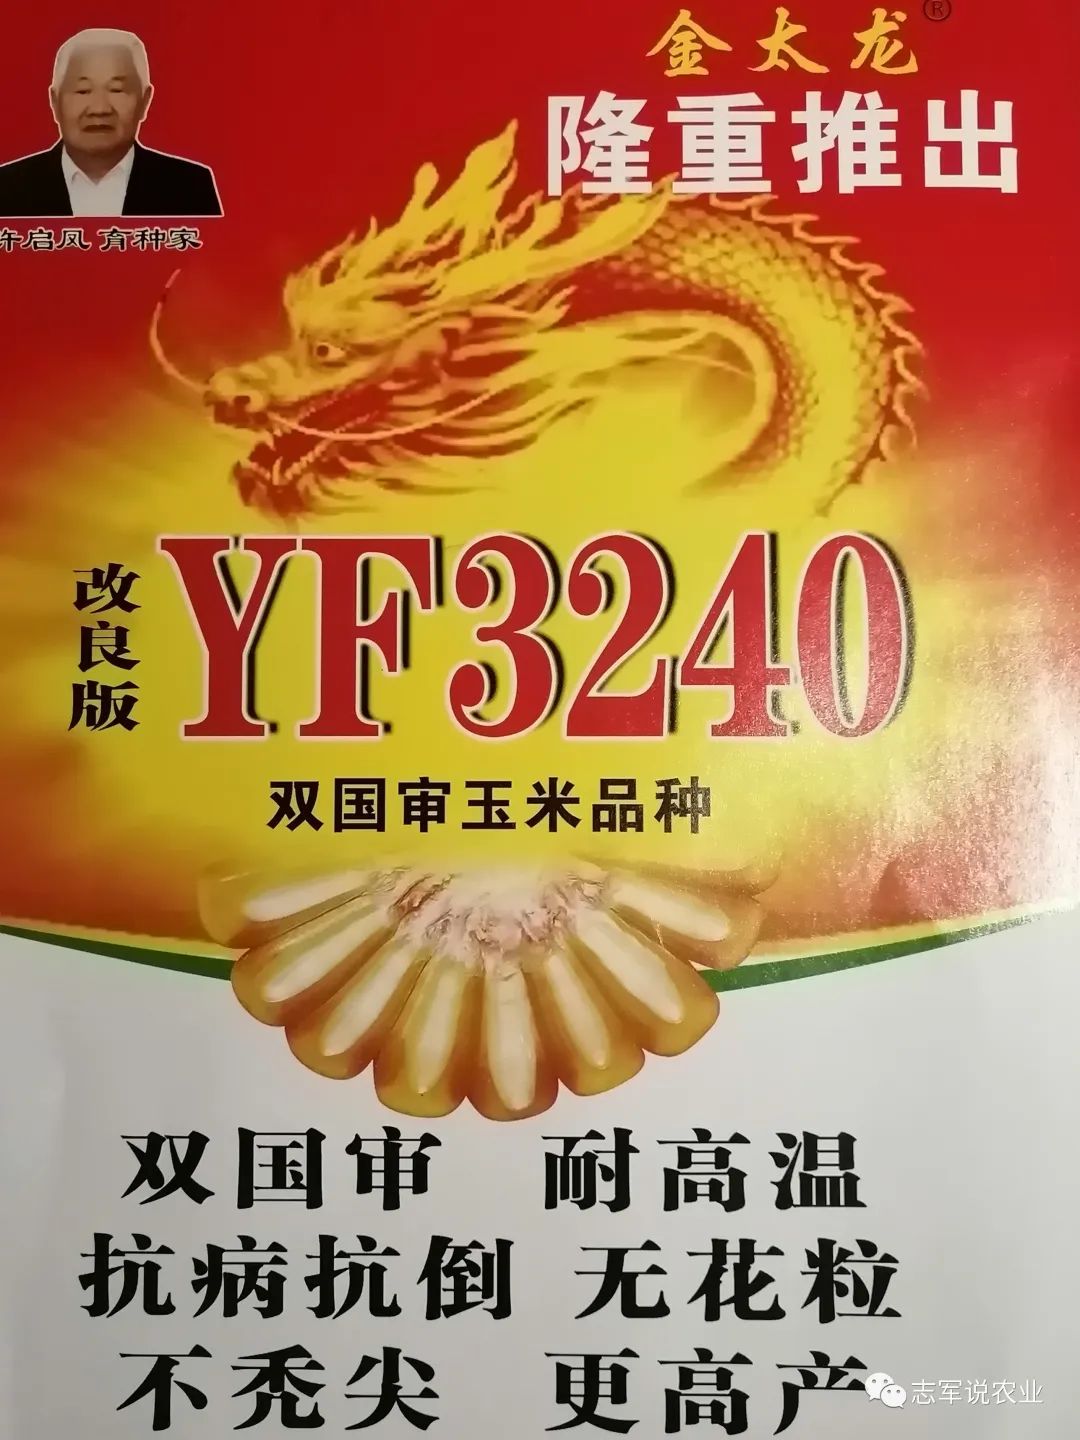 金太龙®
隆重推出
许启凤 育种家
改良版
YF3240
双国审玉米品种
双国审 耐高温
抗病抗倒 无花粒
不秃尖 更高产
志军说农业